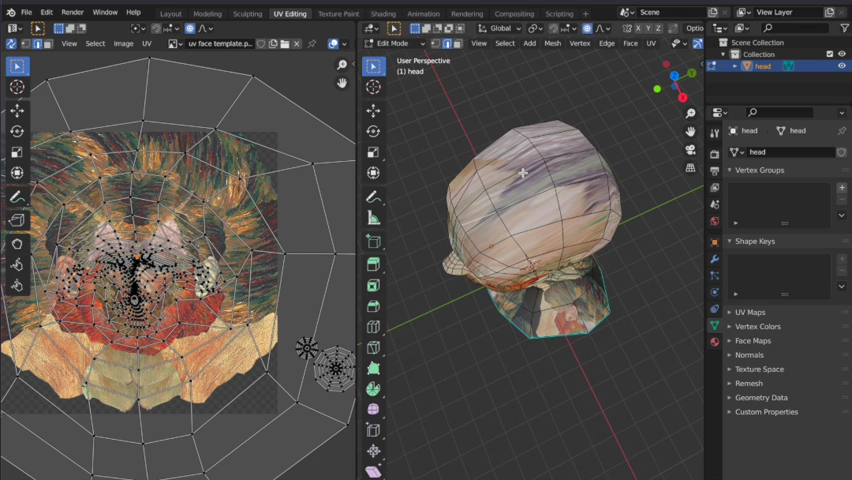 File Edit Render Window Help Layout Modeling Sculpting UV Editing Texture Paint Shading Animation Rendering Compositing Scripting Scene View Layer
Global X Y Z Optio
View Select Image UV uv face template.p... Edit Mode View Select Add Mesh Vertex Edge Face UV
User Perspective
(1) head
Scene Collection
Collection
head
head head
head
Vertex Groups
Shape Keys
UV Maps
Vertex Colors
Face Maps
Normals
Texture Space
Remesh
Geometry Data
Custom Properties